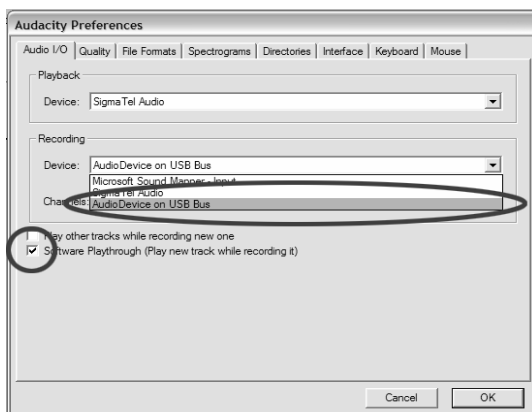 Audacity Preferences
Audio I/O Quality File Formats Spectrograms Directories Interface Keyboard Mouse
Playback
Device: SigmaTel Audio
Recording
Device: AudioDevice on USB Bus
Microsoft Sound Mapper - Input
SigmaTel Audio
Channels: AudioDevice on USB Bus
Play other tracks while recording new one
Software Playthrough (Play new track while recording it)
Cancel OK